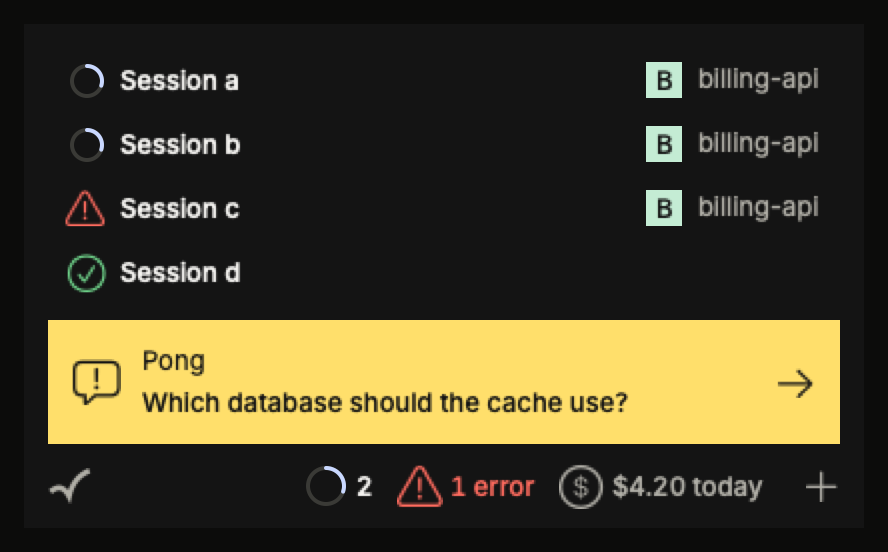 Session a B billing-api
Session b B billing-api
Session c B billing-api
Session d
Pong
Which database should the cache use?
2 1 error $ $4.20 today